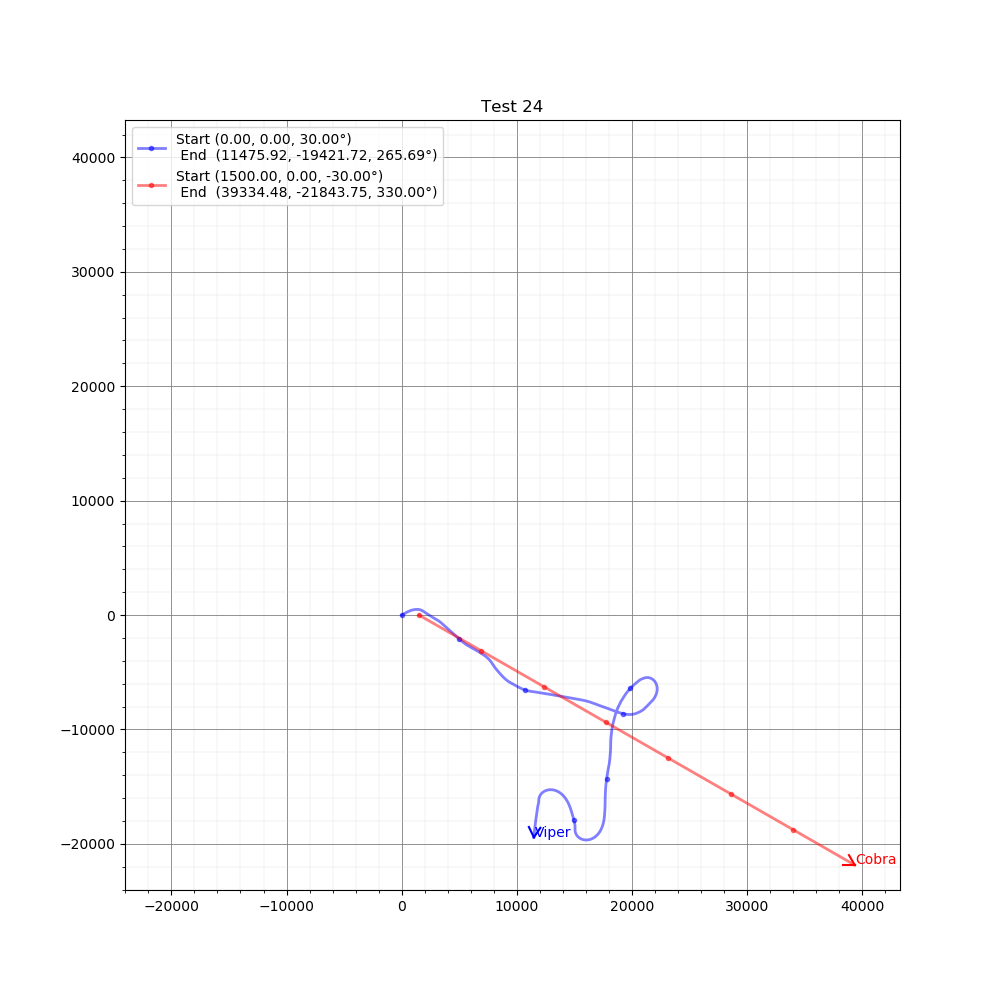 Test 24
Start (0.00, 0.00, 30.00°)
End (11475.92, -19421.72, 265.69°)
Start (1500.00, 0.00, -30.00°)
End (39334.48, -21843.75, 330.00°)
40000
30000
20000
10000
0
−10000
−20000
Viper
Cobra
−20000 −10000 0 10000 20000 30000 40000